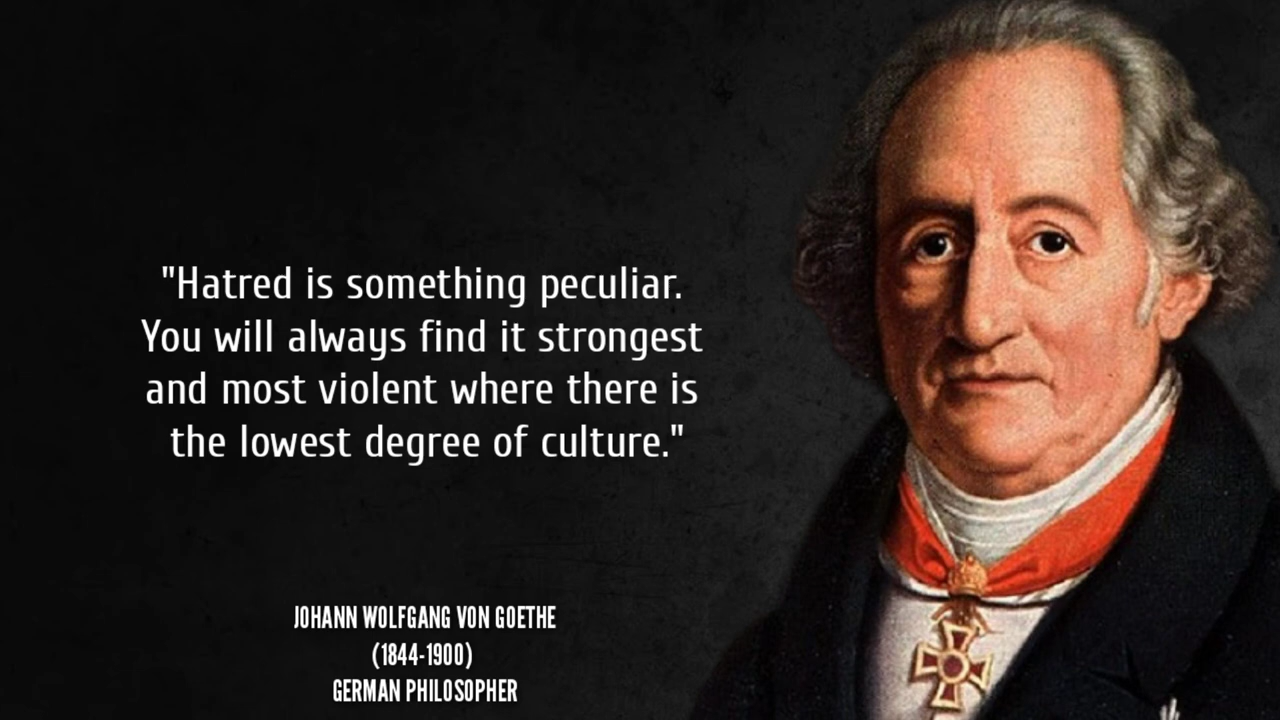 "Hatred is something peculiar.
You will always find it strongest
and most violent where there is
the lowest degree of culture."
JOHANN WOLFGANG VON GOETHE
(1844-1900)
GERMAN PHILOSOPHER